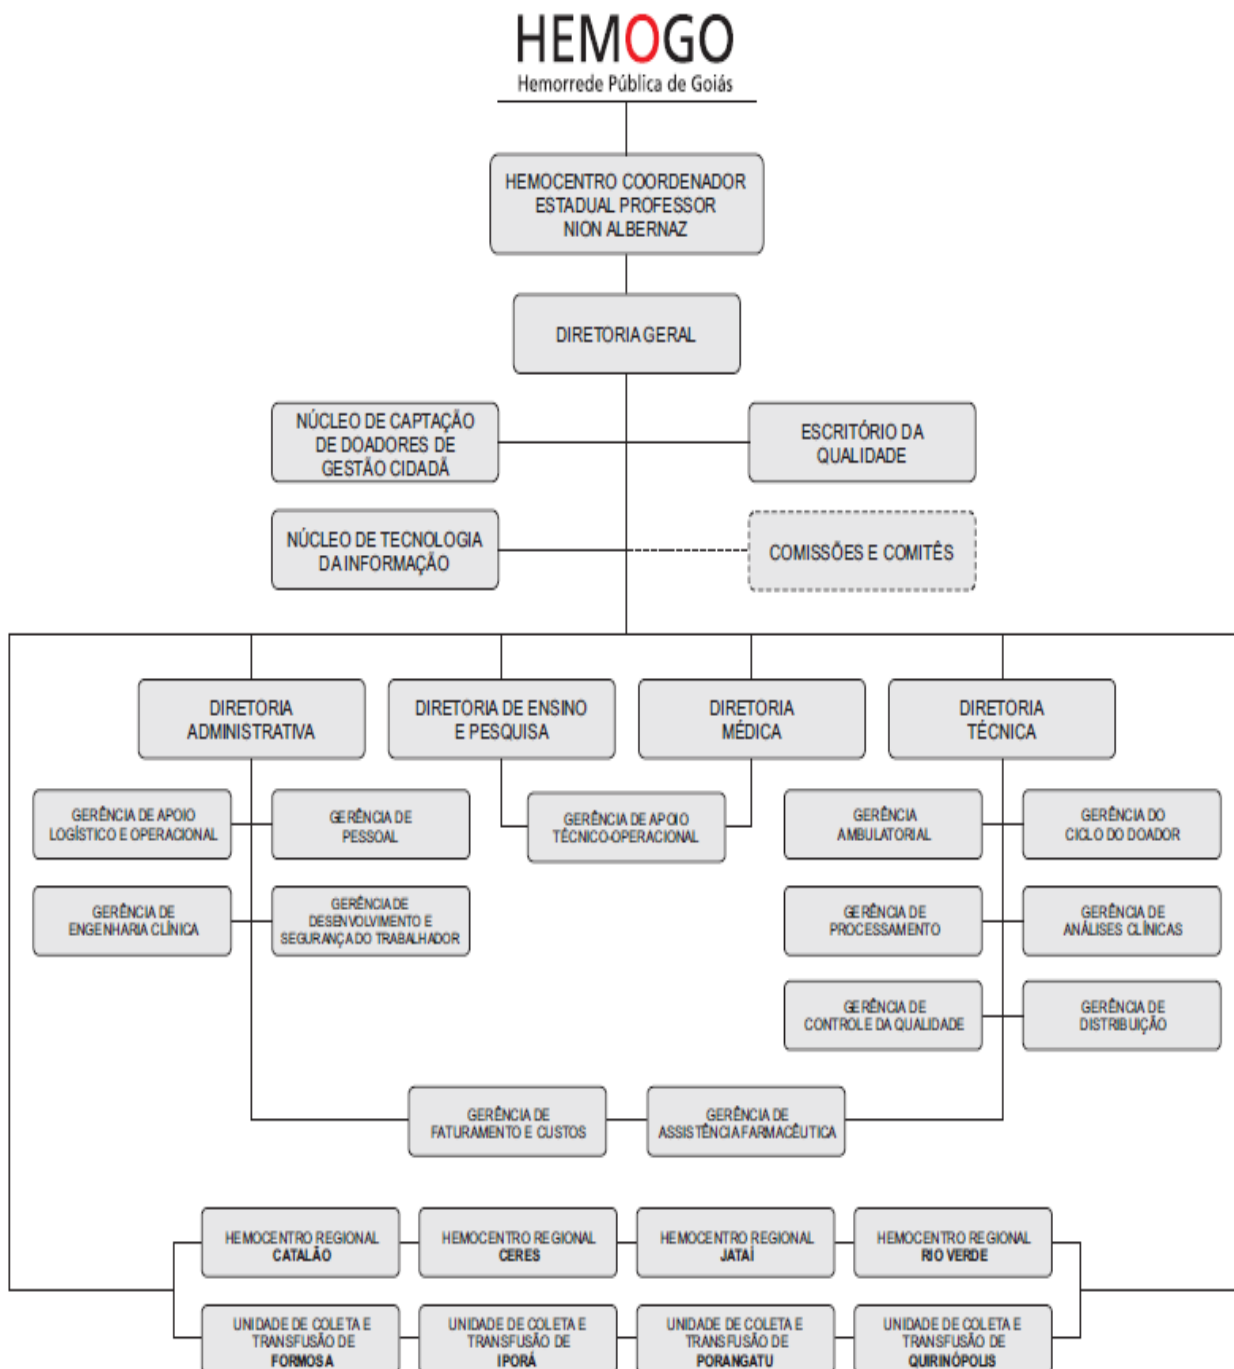 HEMOGO
Hemorrede Pública de Goiás
HEMOCENTRO COORDENADOR
ESTADUAL PROFESSOR
NION ALBERNAZ
DIRETORIA GERAL
NÚCLEO DE CAPTAÇÃO
DE DOADORES DE
GESTÃO CIDADÃ
ESCRITÓRIO DA
QUALIDADE
NÚCLEO DE TECNOLOGIA
DA INFORMAÇÃO
COMISSÕES E COMITÊS
DIRETORIA
ADMINISTRATIVA
DIRETORIA DE ENSINO
E PESQUISA
DIRETORIA
MÉDICA
DIRETORIA
TÉCNICA
GERÊNCIA DE APOIO
LOGÍSTICO E OPERACIONAL
GERÊNCIA DE
PESSOAL
GERÊNCIA DE APOIO
TÉCNICO-OPERACIONAL
GERÊNCIA
AMBULATORIAL
GERÊNCIA DO
CICLO DO DOADOR
GERÊNCIA DE
ENGENHARIA CLÍNICA
GERÊNCIA DE
DESENVOLVIMENTO E
SEGURANÇA DO TRABALHADOR
GERÊNCIA DE
PROCESSAMENTO
GERÊNCIA DE
ANÁLISES CLÍNICAS
GERÊNCIA DE
CONTROLE DA QUALIDADE
GERÊNCIA DE
DISTRIBUIÇÃO
GERÊNCIA DE
FATURAMENTO E CUSTOS
GERÊNCIA DE
ASSISTÊNCIA FARMACÊUTICA
HEMOCENTRO REGIONAL
CATALÃO
HEMOCENTRO REGIONAL
CERES
HEMOCENTRO REGIONAL
JATAÍ
HEMOCENTRO REGIONAL
RIO VERDE
UNIDADE DE COLETA E
TRANSFUSÃO DE
FORMOSA
UNIDADE DE COLETA E
TRANSFUSÃO DE
IPORÁ
UNIDADE DE COLETA E
TRANSFUSÃO DE
PORANGATU
UNIDADE DE COLETA E
TRANSFUSÃO DE
QUIRINÓPOLIS